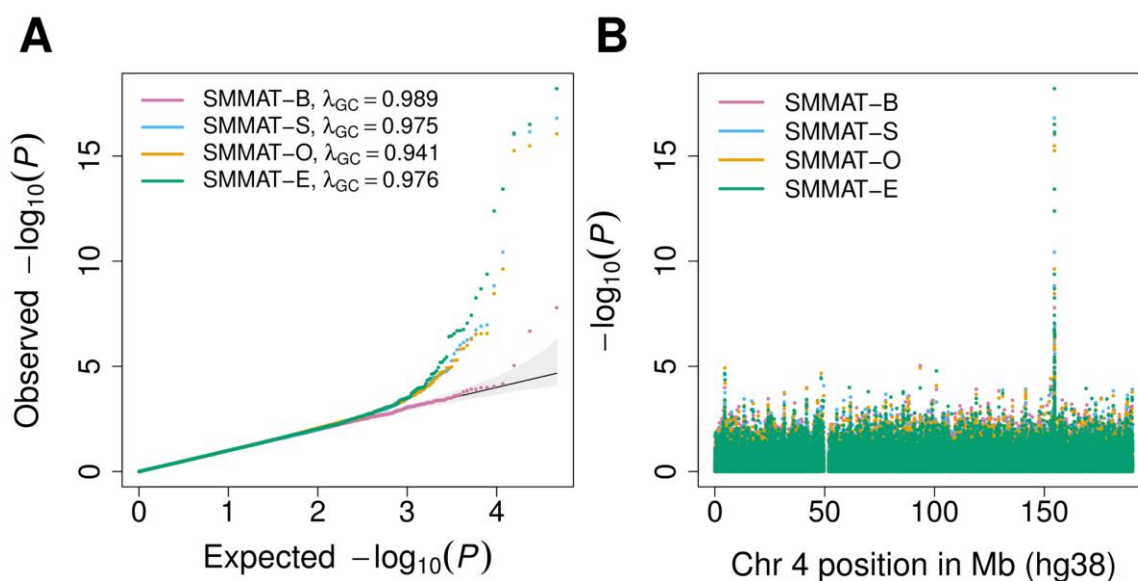 A
SMMAT−B, λGC = 0.989
SMMAT−S, λGC = 0.975
SMMAT−O, λGC = 0.941
SMMAT−E, λGC = 0.976
Observed −log10(P)
15
10
5
0
0 1 2 3 4
Expected −log10(P)
B
SMMAT−B
SMMAT−S
SMMAT−O
SMMAT−E
−log10(P)
15
10
5
0
0 50 100 150
Chr 4 position in Mb (hg38)